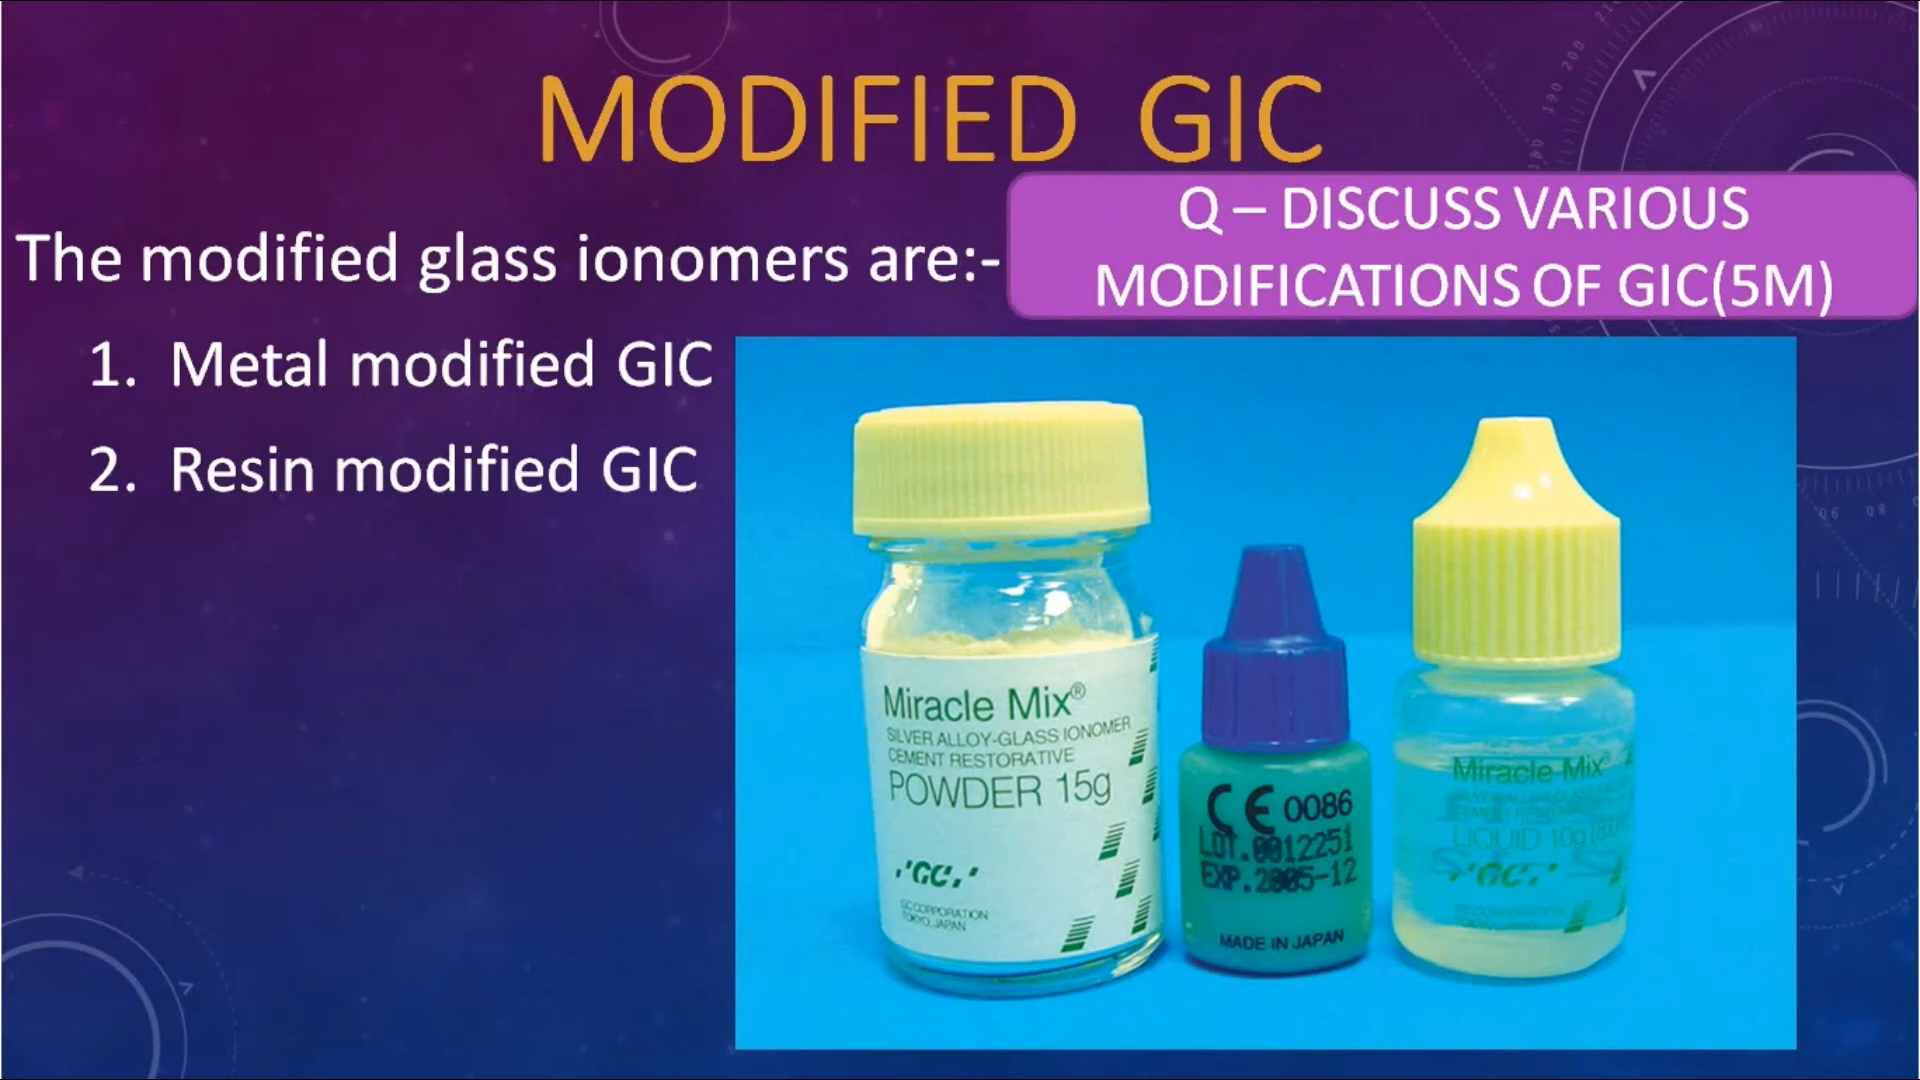 MODIFIED GIC
Q – DISCUSS VARIOUS
MODIFICATIONS OF GIC(5M)
The modified glass ionomers are:-
1. Metal modified GIC
2. Resin modified GIC
Miracle Mix®
SILVER ALLOY-GLASS IONOMER
CEMENT RESTORATIVE
POWDER 15g
GC
GC CORPORATION
TOKYO, JAPAN
CE 0086
LOT.0012251
EXP.2005-12
MADE IN JAPAN
Miracle Mix®
LIQUID 10g
GC